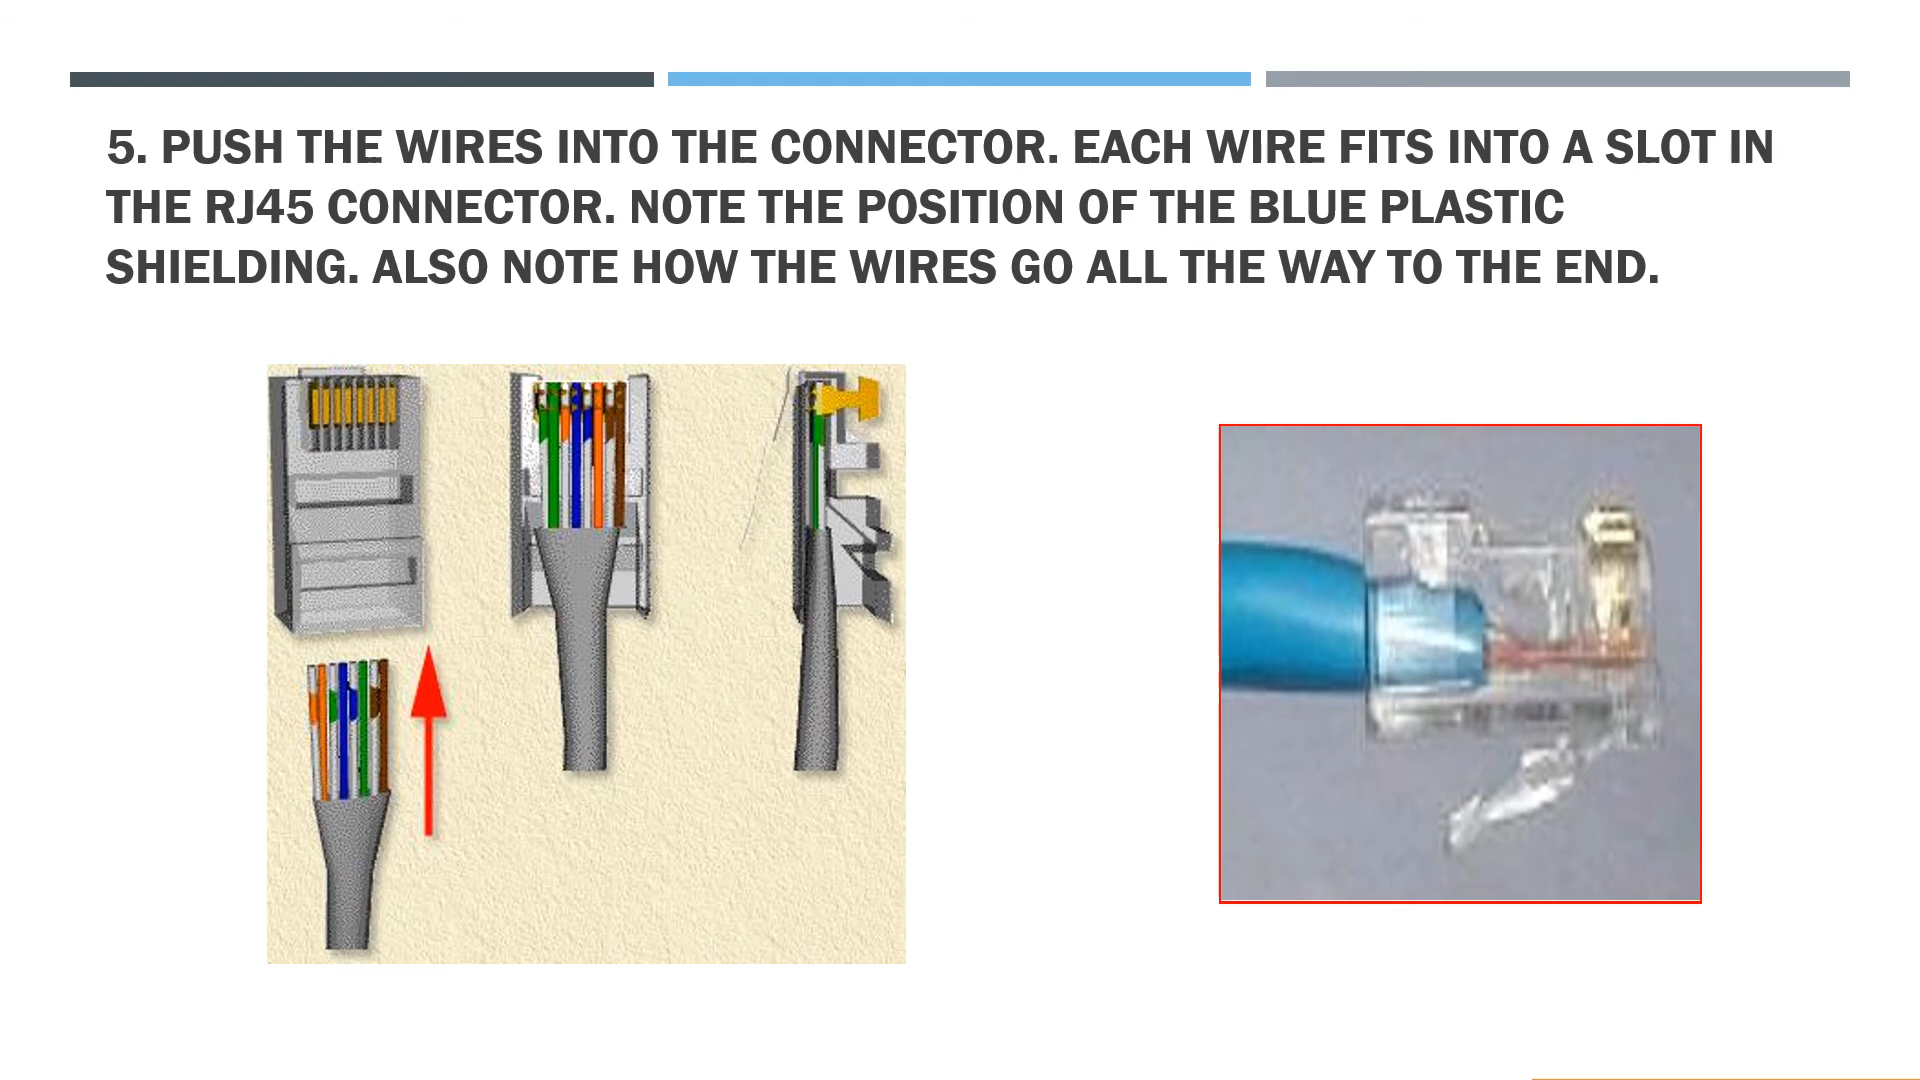 5. PUSH THE WIRES INTO THE CONNECTOR. EACH WIRE FITS INTO A SLOT IN
THE RJ45 CONNECTOR. NOTE THE POSITION OF THE BLUE PLASTIC
SHIELDING. ALSO NOTE HOW THE WIRES GO ALL THE WAY TO THE END.